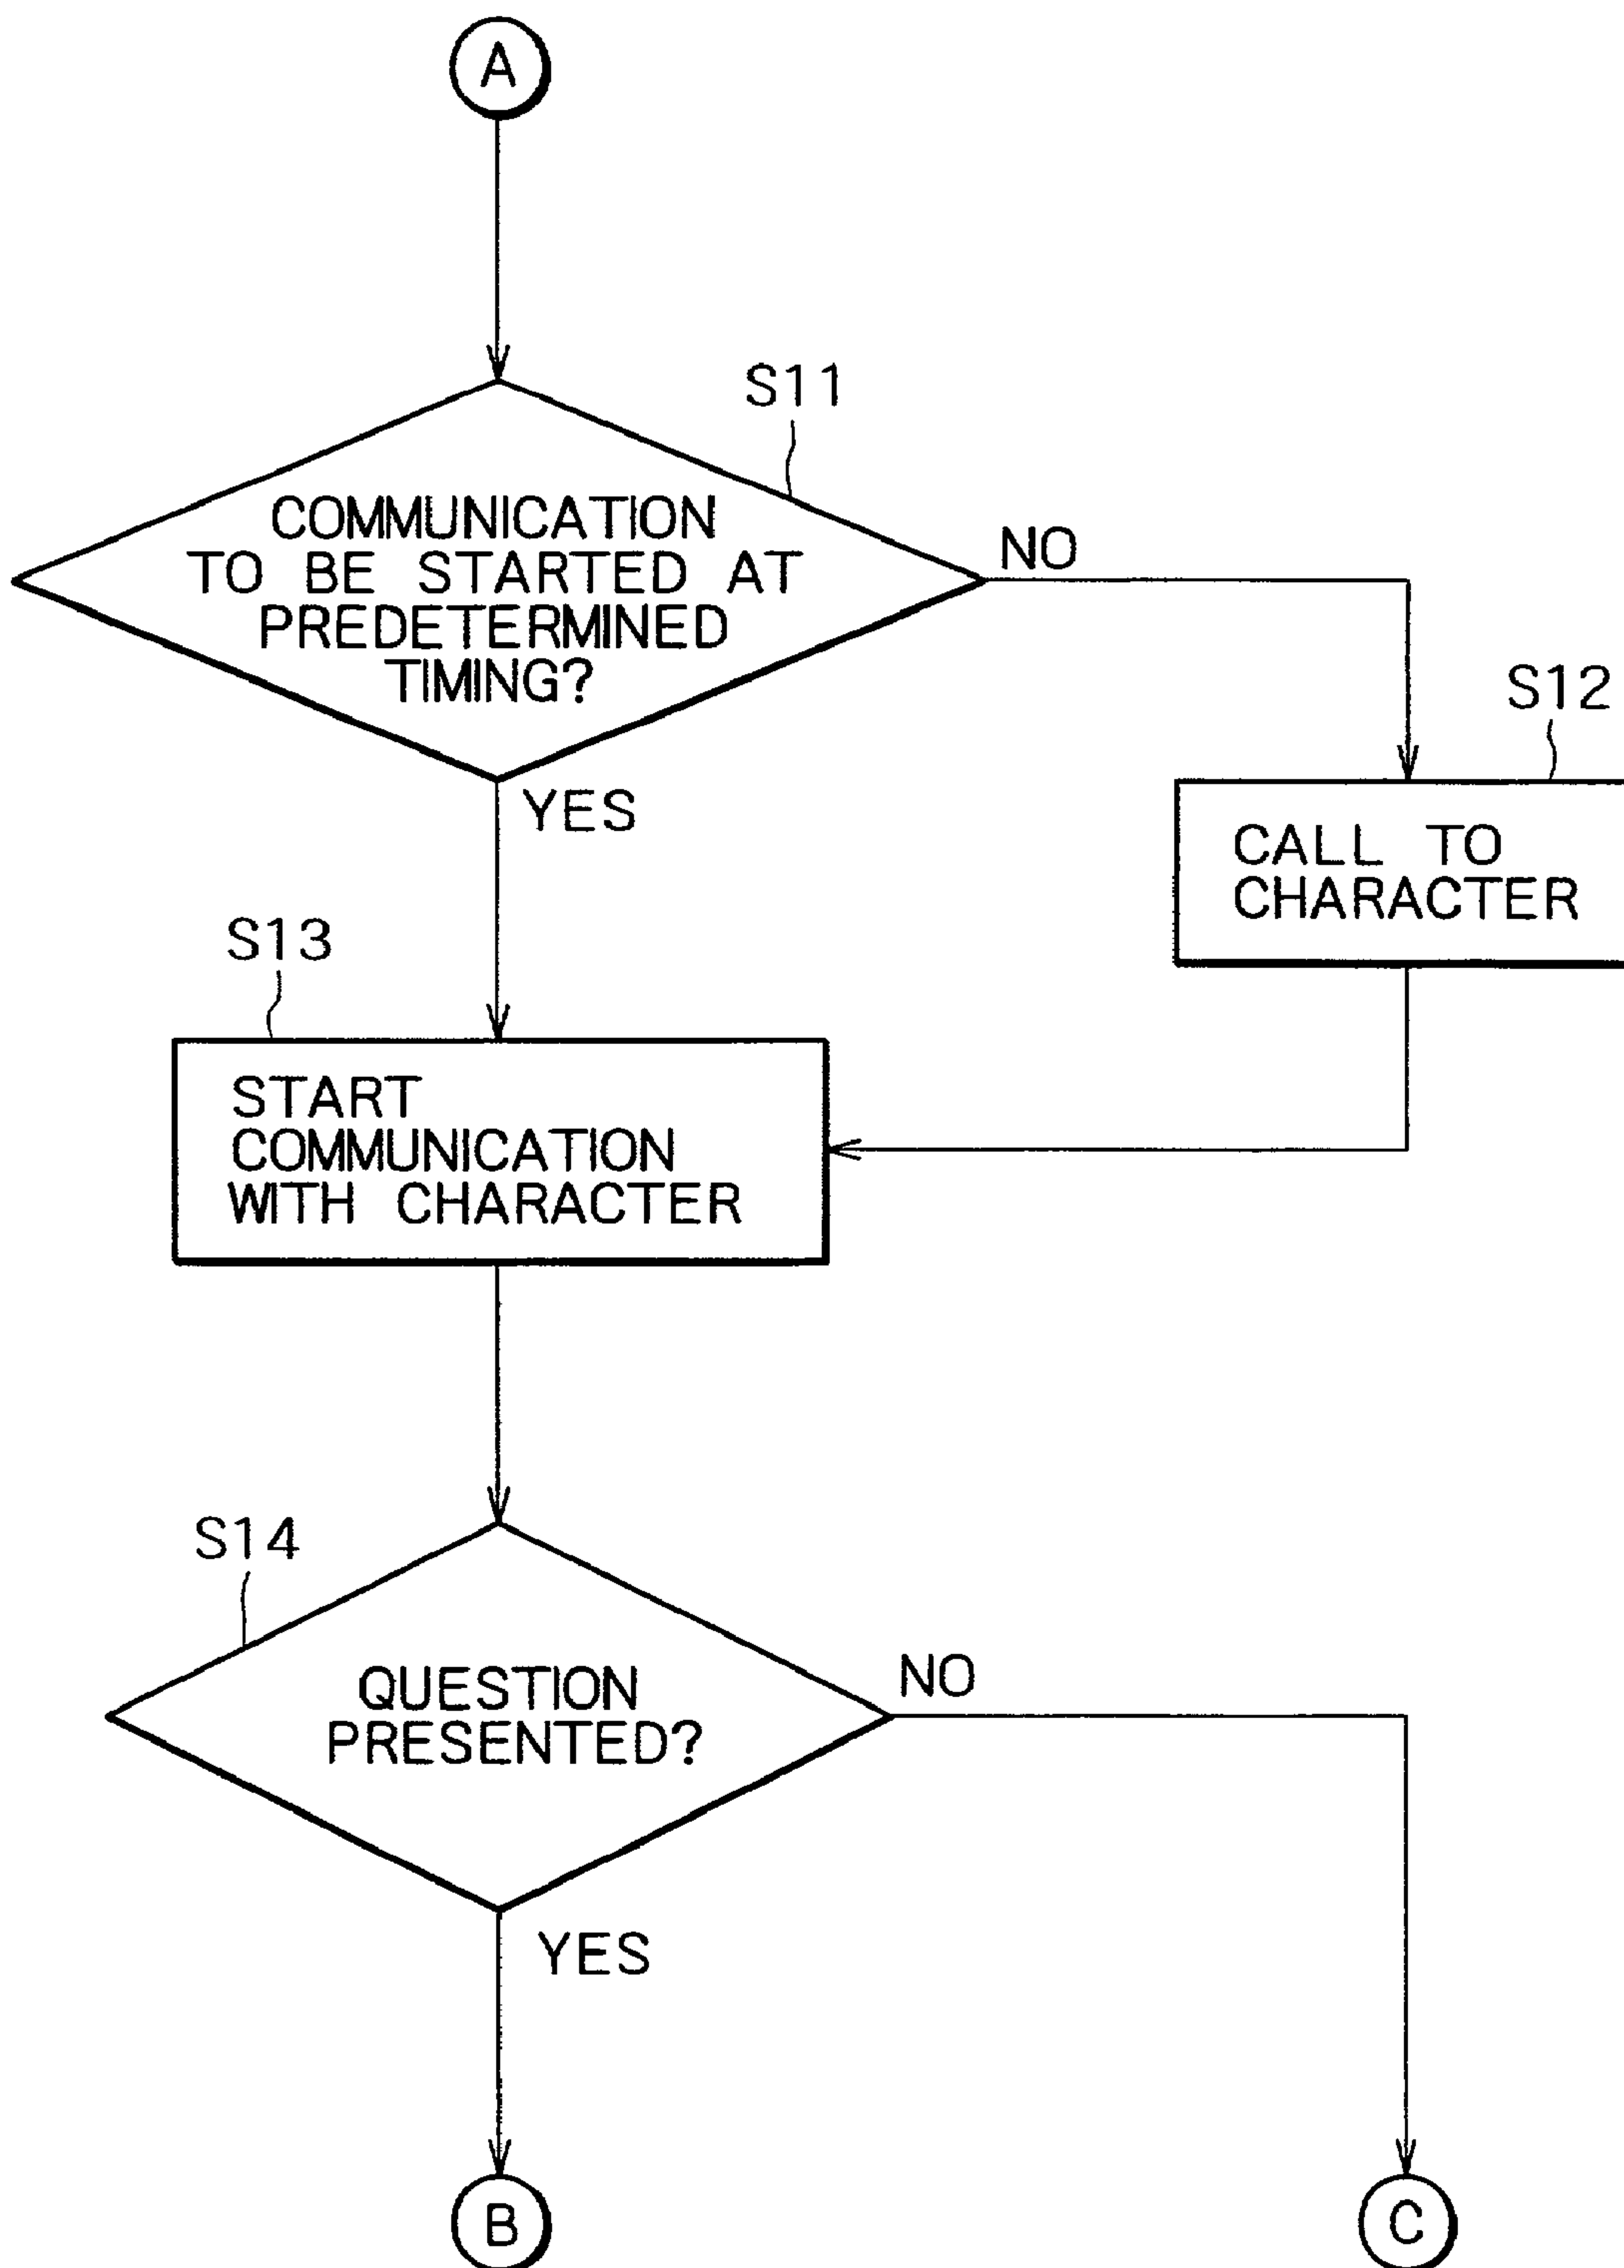 A
S11
COMMUNICATION
TO BE STARTED AT
PREDETERMINED
TIMING?
NO
S12
YES
CALL TO
CHARACTER
S13
START
COMMUNICATION
WITH CHARACTER
S14
QUESTION
PRESENTED?
NO
YES
B
C